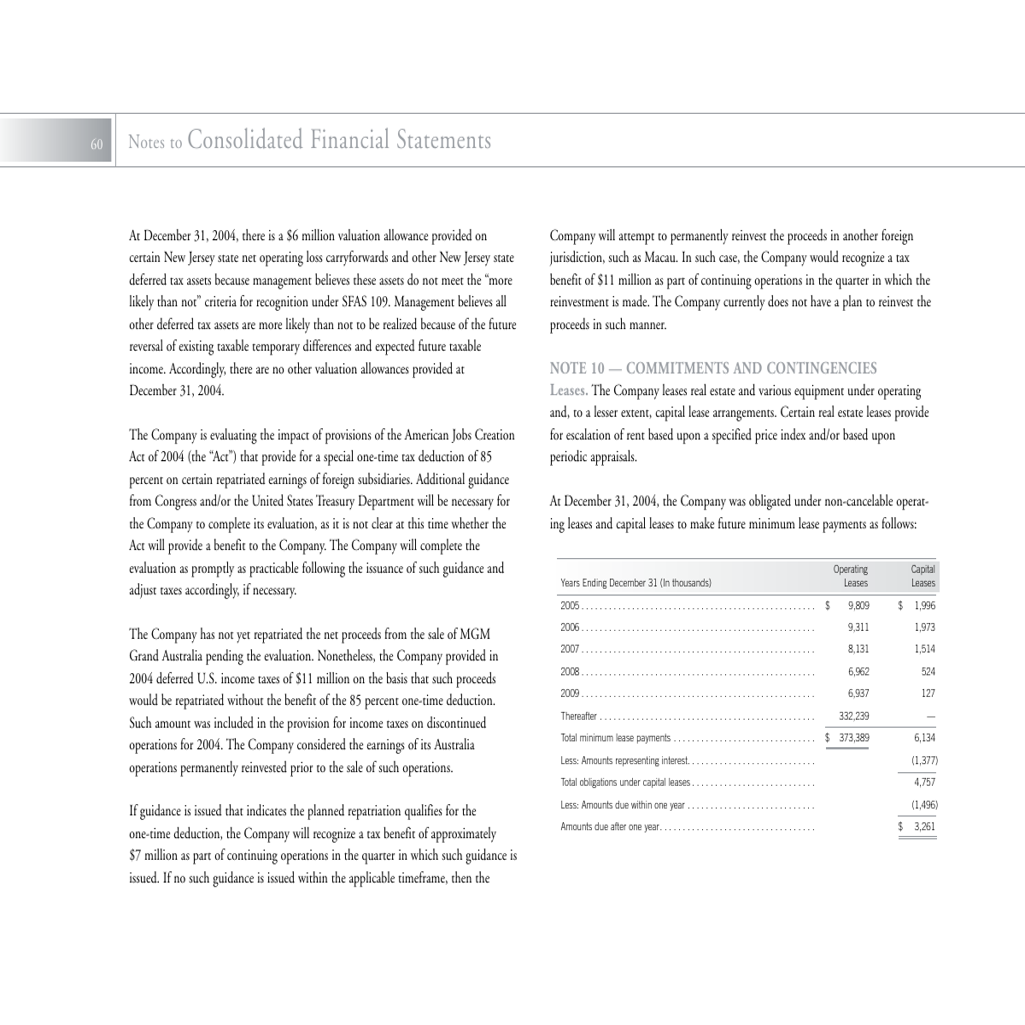 60
Notes to Consolidated Financial Statements
At December 31, 2004, there is a $6 million valuation allowance provided on
certain New Jersey state net operating loss carryforwards and other New Jersey state
deferred tax assets because management believes these assets do not meet the “more
likely than not” criteria for recognition under SFAS 109. Management believes all
other deferred tax assets are more likely than not to be realized because of the future
reversal of existing taxable temporary differences and expected future taxable
income. Accordingly, there are no other valuation allowances provided at
December 31, 2004.
The Company is evaluating the impact of provisions of the American Jobs Creation
Act of 2004 (the “Act”) that provide for a special one-time tax deduction of 85
percent on certain repatriated earnings of foreign subsidiaries. Additional guidance
from Congress and/or the United States Treasury Department will be necessary for
the Company to complete its evaluation, as it is not clear at this time whether the
Act will provide a benefit to the Company. The Company will complete the
evaluation as promptly as practicable following the issuance of such guidance and
adjust taxes accordingly, if necessary.
The Company has not yet repatriated the net proceeds from the sale of MGM
Grand Australia pending the evaluation. Nonetheless, the Company provided in
2004 deferred U.S. income taxes of $11 million on the basis that such proceeds
would be repatriated without the benefit of the 85 percent one-time deduction.
Such amount was included in the provision for income taxes on discontinued
operations for 2004. The Company considered the earnings of its Australia
operations permanently reinvested prior to the sale of such operations.
If guidance is issued that indicates the planned repatriation qualifies for the
one-time deduction, the Company will recognize a tax benefit of approximately
$7 million as part of continuing operations in the quarter in which such guidance is
issued. If no such guidance is issued within the applicable timeframe, then the
Company will attempt to permanently reinvest the proceeds in another foreign
jurisdiction, such as Macau. In such case, the Company would recognize a tax
benefit of $11 million as part of continuing operations in the quarter in which the
reinvestment is made. The Company currently does not have a plan to reinvest the
proceeds in such manner.
NOTE 10 — COMMITMENTS AND CONTINGENCIES
Leases. The Company leases real estate and various equipment under operating
and, to a lesser extent, capital lease arrangements. Certain real estate leases provide
for escalation of rent based upon a specified price index and/or based upon
periodic appraisals.
At December 31, 2004, the Company was obligated under non-cancelable operat-
ing leases and capital leases to make future minimum lease payments as follows:
Operating Capital
Years Ending December 31 (In thousands) Leases Leases
2005 $ 9,809 $ 1,996
2006 9,311 1,973
2007 8,131 1,514
2008 6,962 524
2009 6,937 127
Thereafter 332,239 —
Total minimum lease payments $ 373,389 6,134
Less: Amounts representing interest (1,377)
Total obligations under capital leases 4,757
Less: Amounts due within one year (1,496)
Amounts due after one year $ 3,261